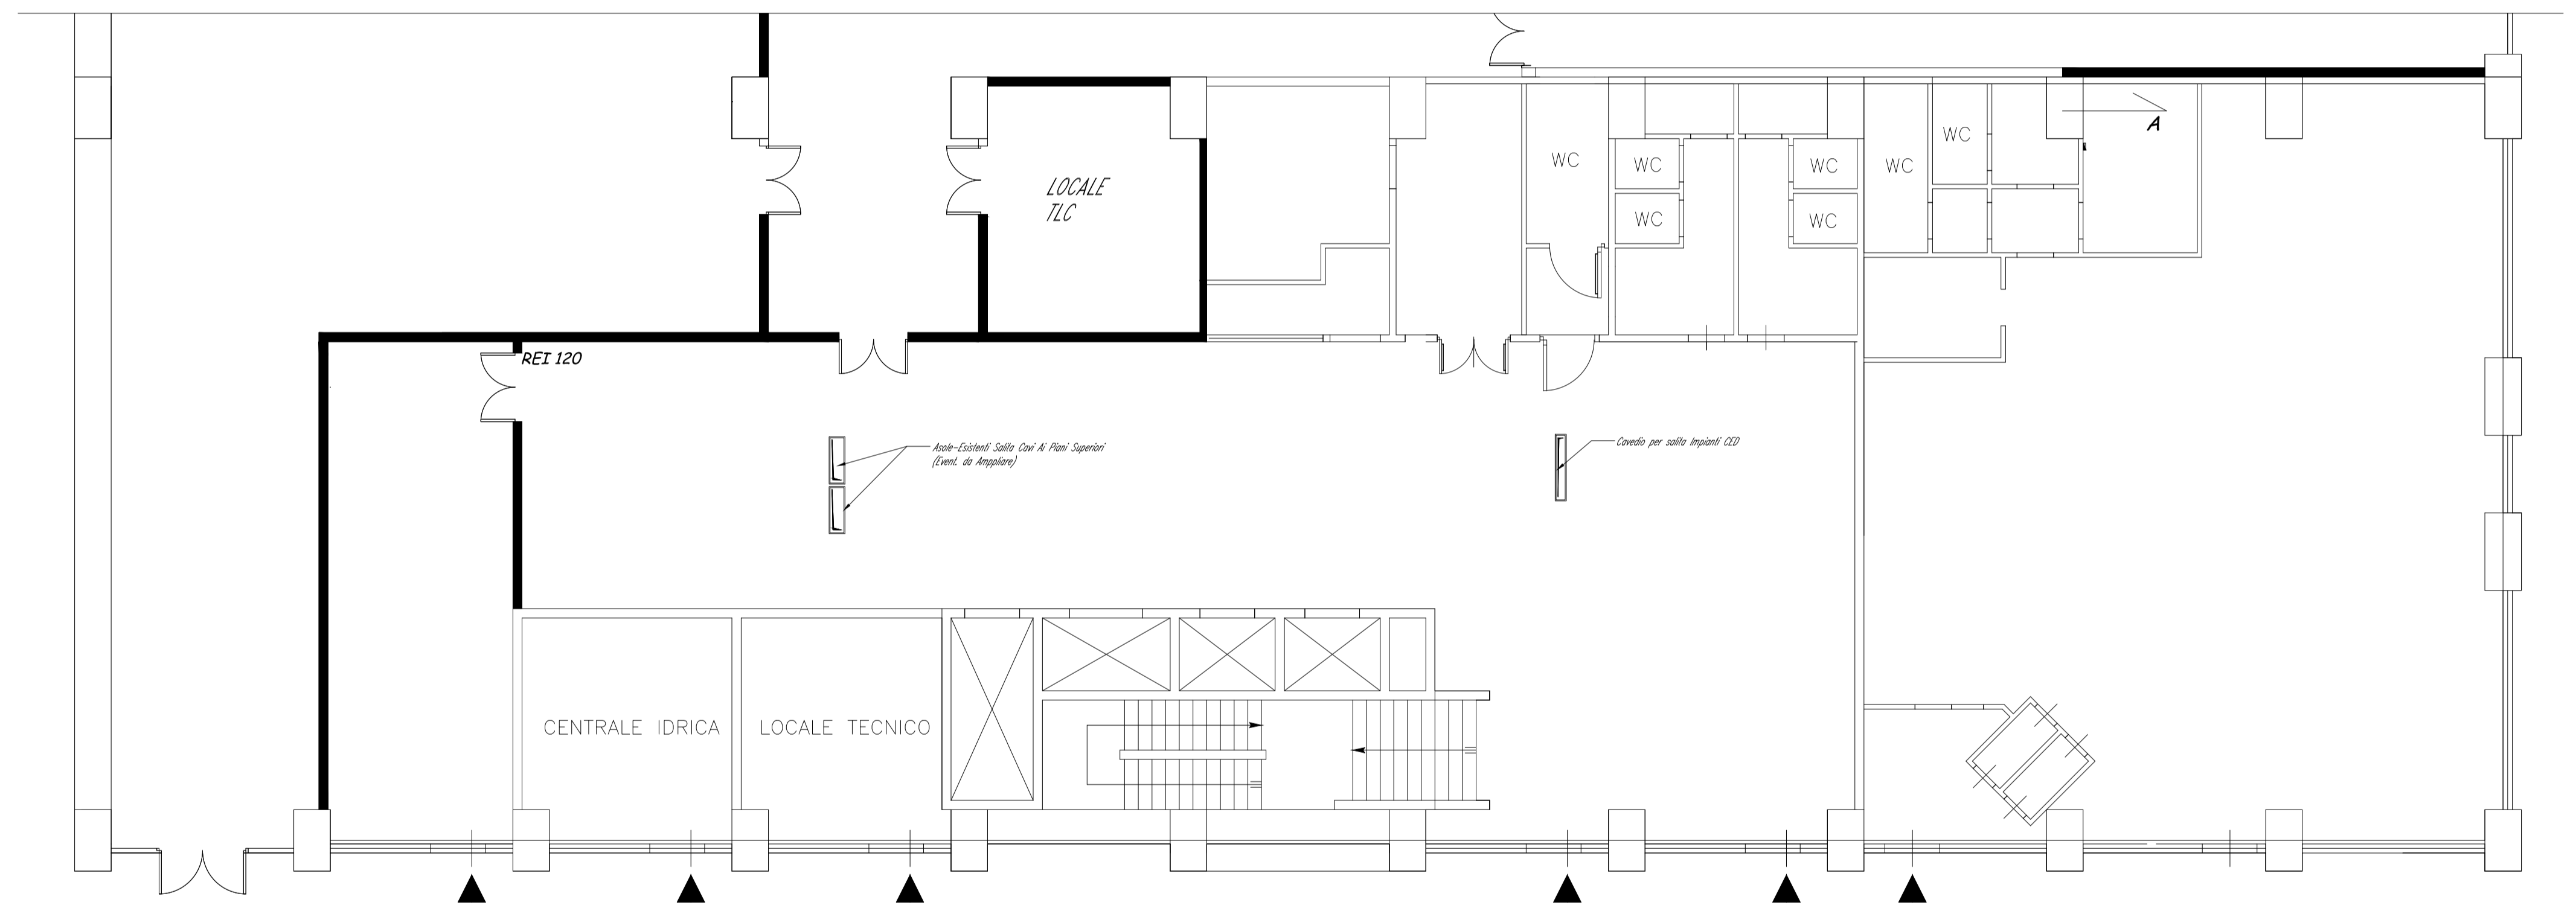 A
WC
WC
WC
WC
WC
WC
WC
LOCALE
TLC
REI 120
Asole-Esistenti Salita Cavi Ai Piani Superiori
(Event. da Amppliare)
Cavedio per salita Impianti CED
CENTRALE IDRICA
LOCALE TECNICO